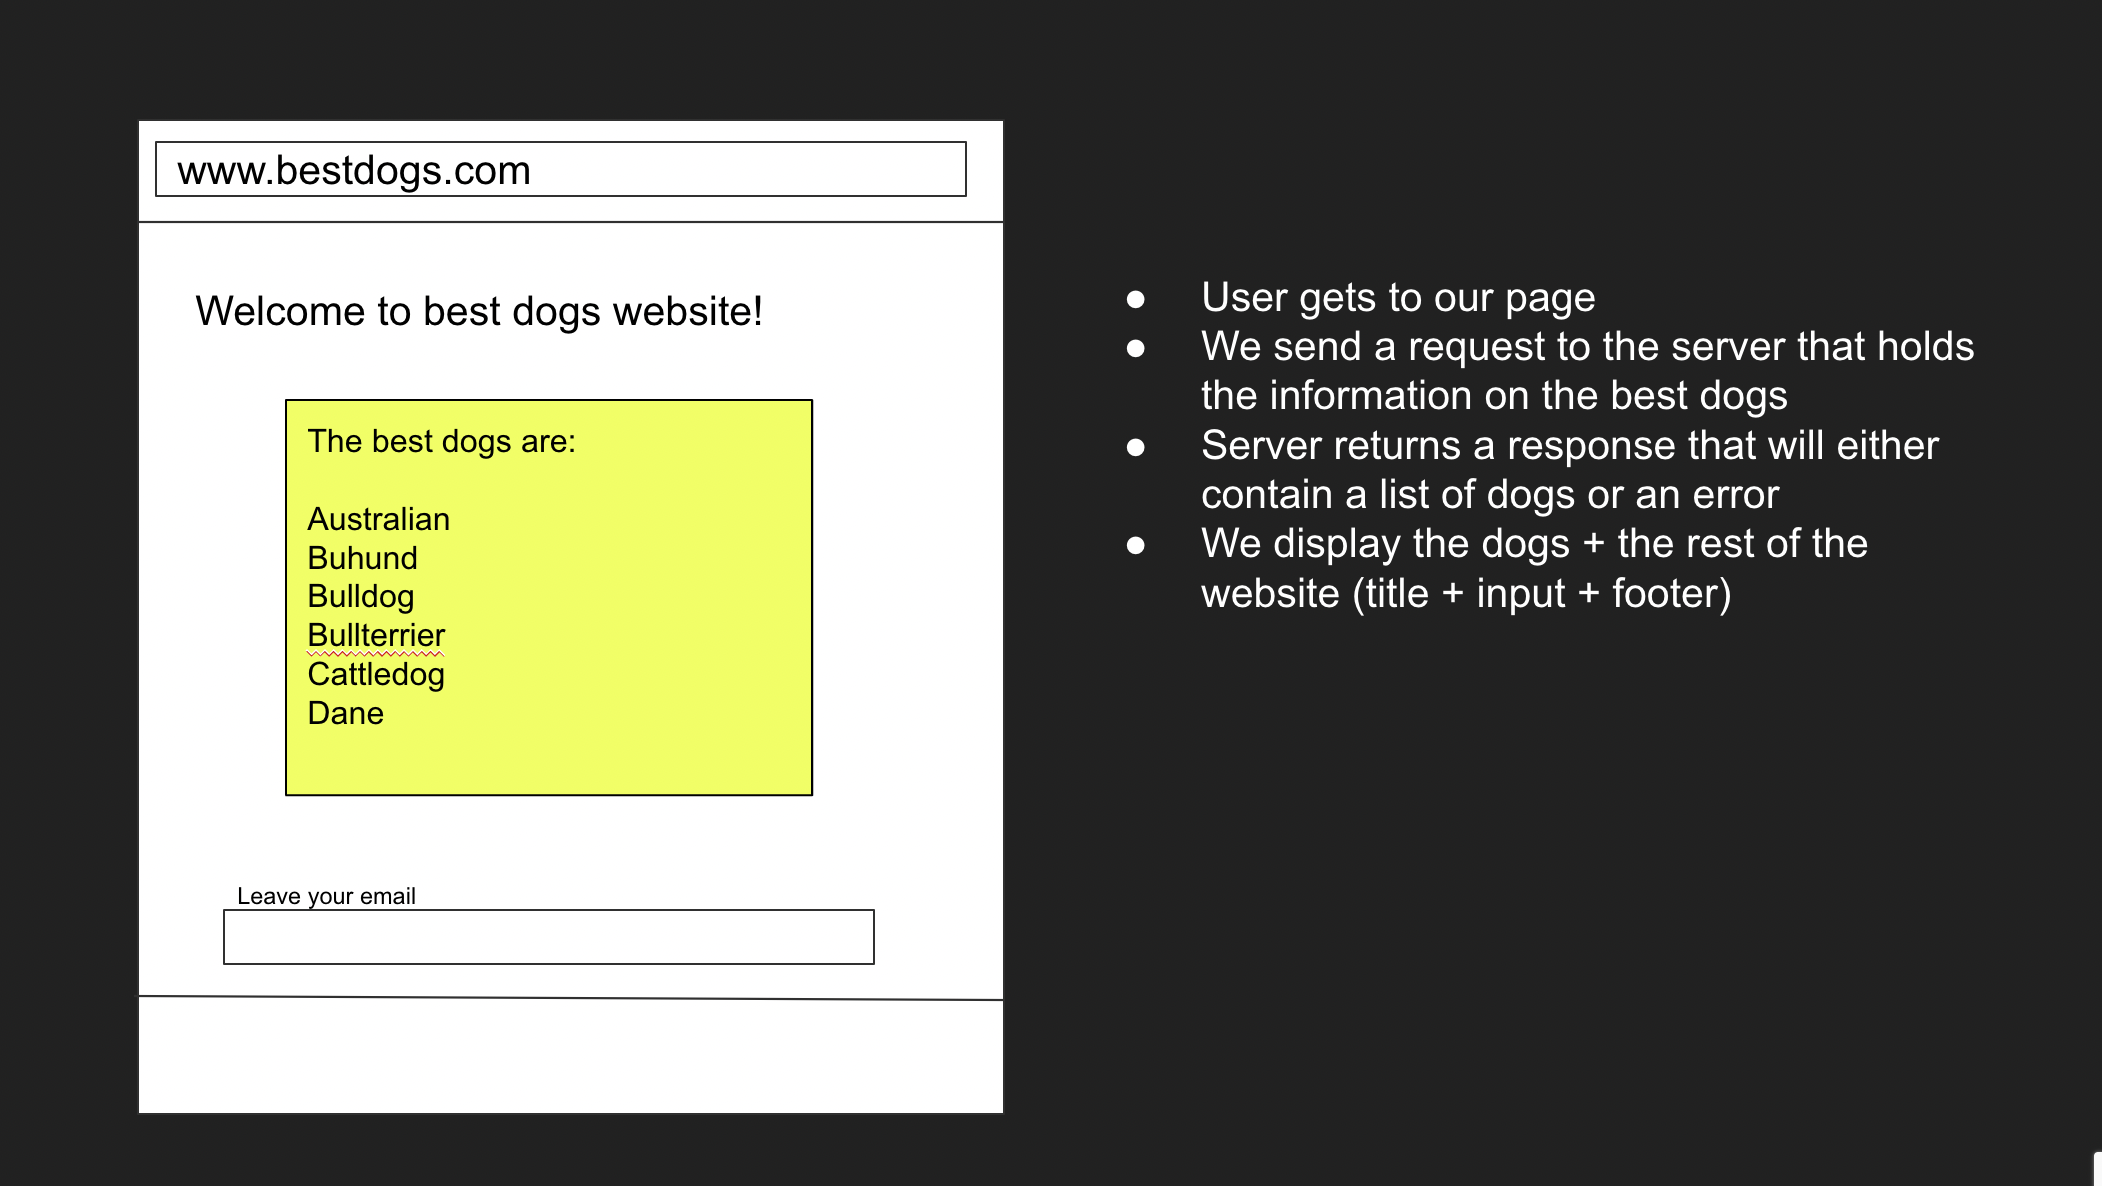 www.bestdogs.com
Welcome to best dogs website!
The best dogs are:
Australian
Buhund
Bulldog
Bullterrier
Cattledog
Dane
Leave your email
● User gets to our page
● We send a request to the server that holds
the information on the best dogs
● Server returns a response that will either
contain a list of dogs or an error
● We display the dogs + the rest of the
website (title + input + footer)